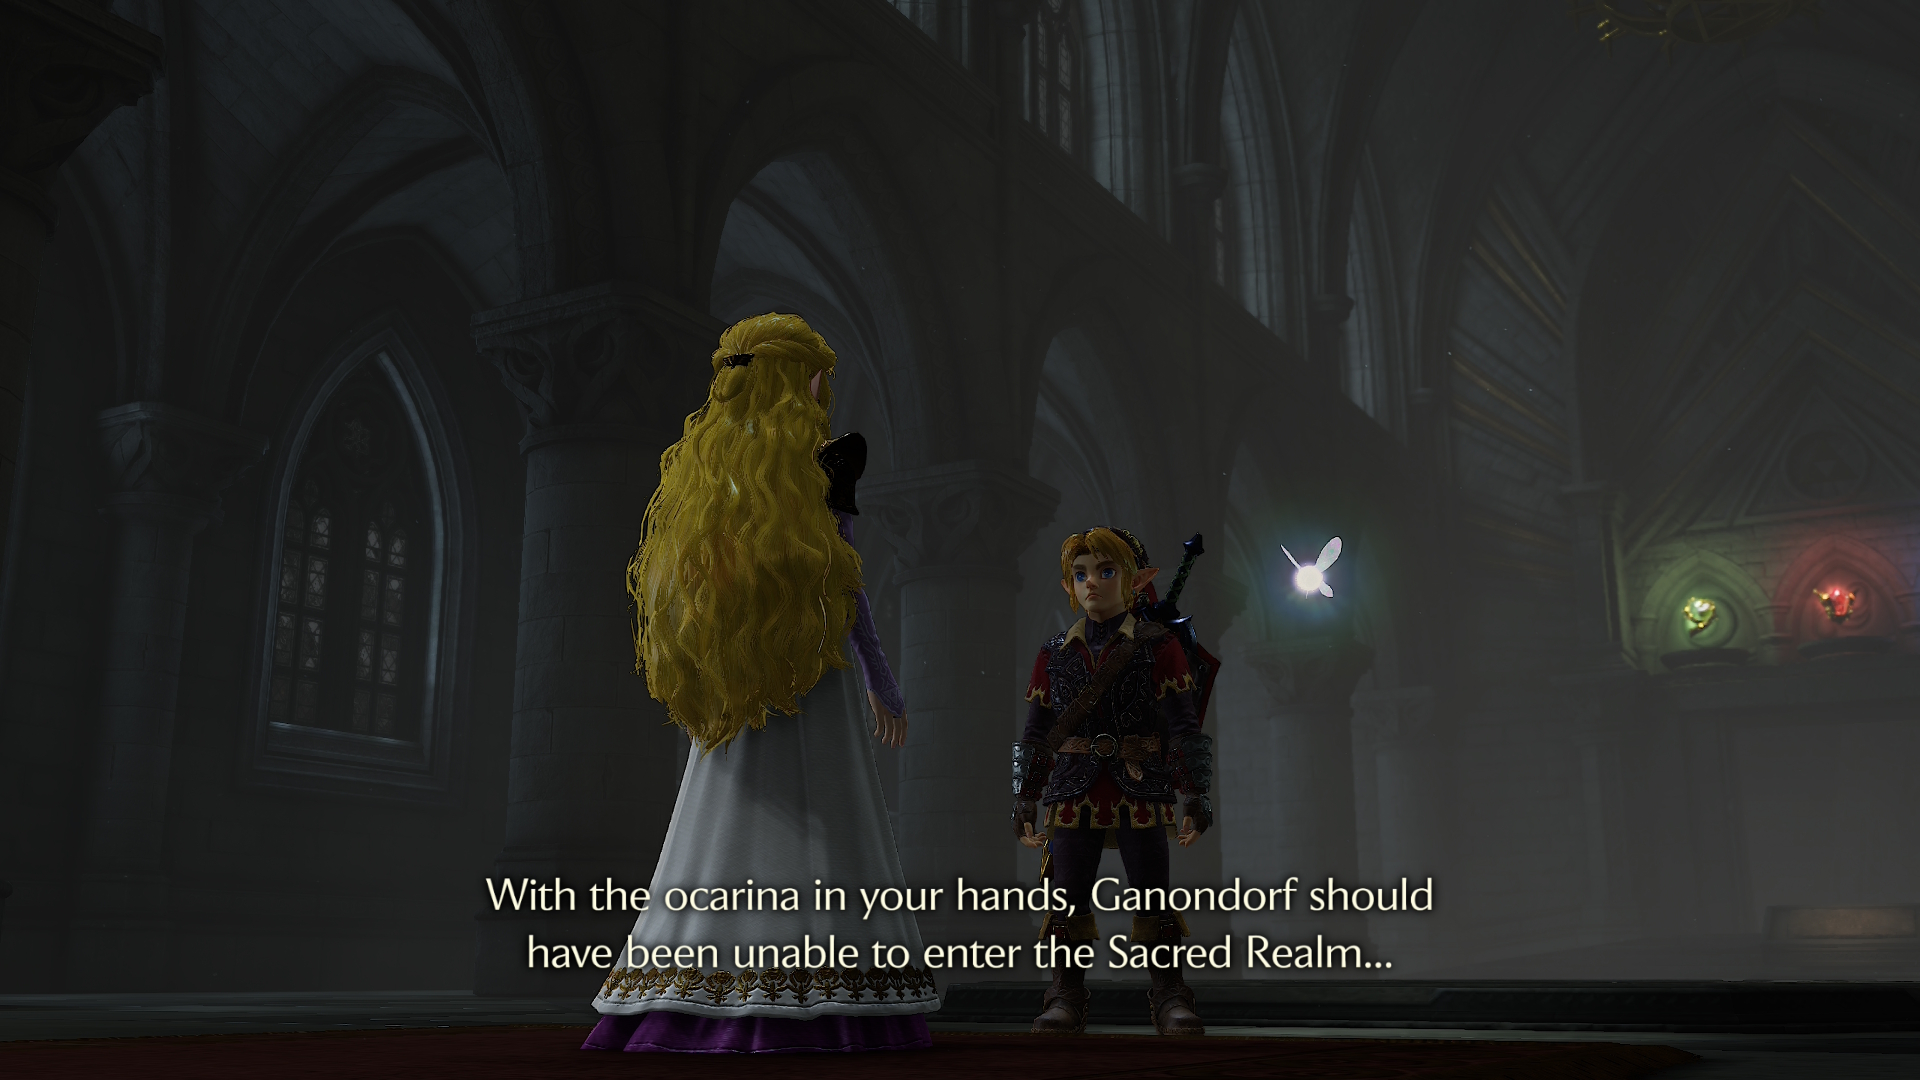 With the ocarina in your hands, Ganondorf should
have been unable to enter the Sacred Realm...